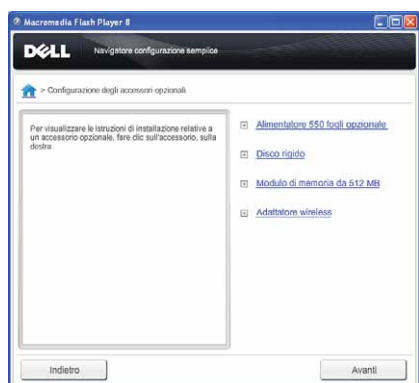 Macromedia Flash Player 8
DELL
Navigatore configurazione semplice
> Configurazione degli accessori opzionali
Per visualizzare le istruzioni di installazione relative a
un accessorio opzionale, fare clic sull'accessorio, sulla
destra.
Alimentatore 550 fogli opzionale
Disco rigido
Modulo di memoria da 512 MB
Adattatore wireless
Indietro
Avanti